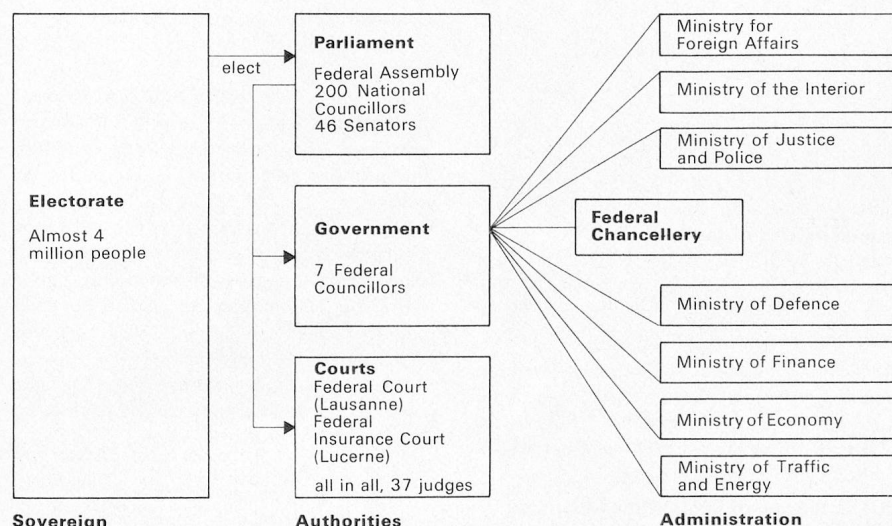 Electorate
Almost 4
million people
elect
Parliament
Federal Assembly
200 National
Councillors
46 Senators
Government
7 Federal
Councillors
Courts
Federal Court
(Lausanne)
Federal
Insurance Court
(Lucerne)
all in all, 37 judges
Federal
Chancellery
Ministry for
Foreign Affairs
Ministry of the Interior
Ministry of Justice
and Police
Ministry of Defence
Ministry of Finance
Ministry of Economy
Ministry of Traffic
and Energy
Sovereign
Authorities
Administration